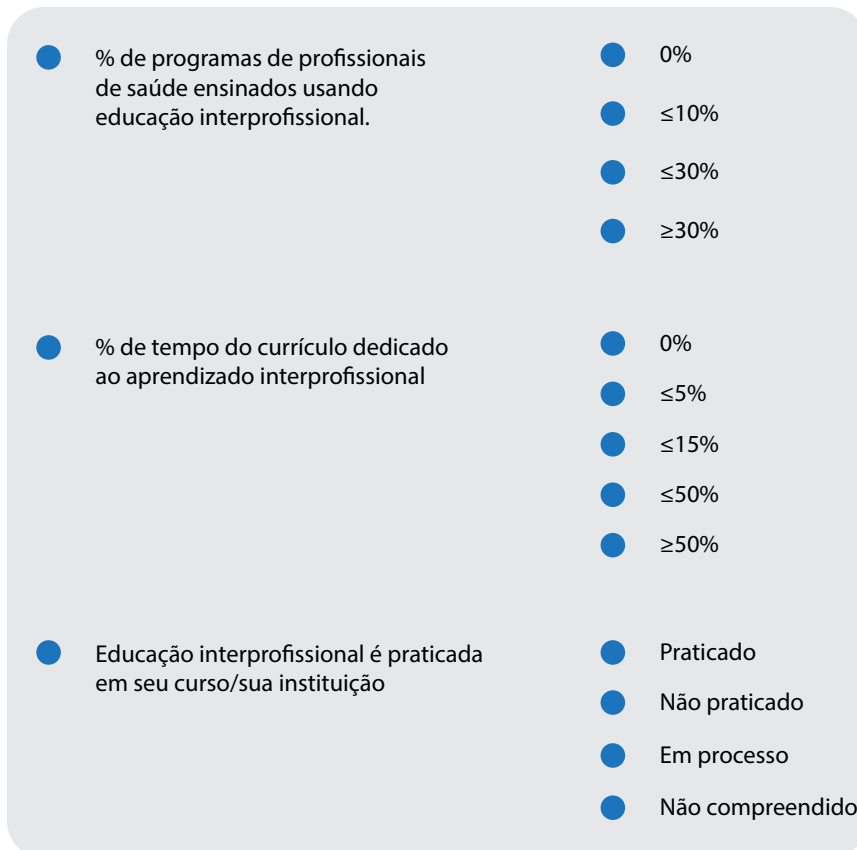 % de programas de profissionais
de saúde ensinados usando
educação interprofissional.
0%
≤10%
≤30%
≥30%
% de tempo do currículo dedicado
ao aprendizado interprofissional
0%
≤5%
≤15%
≤50%
≥50%
Educação interprofissional é praticada
em seu curso/sua instituição
Praticado
Não praticado
Em processo
Não compreendido